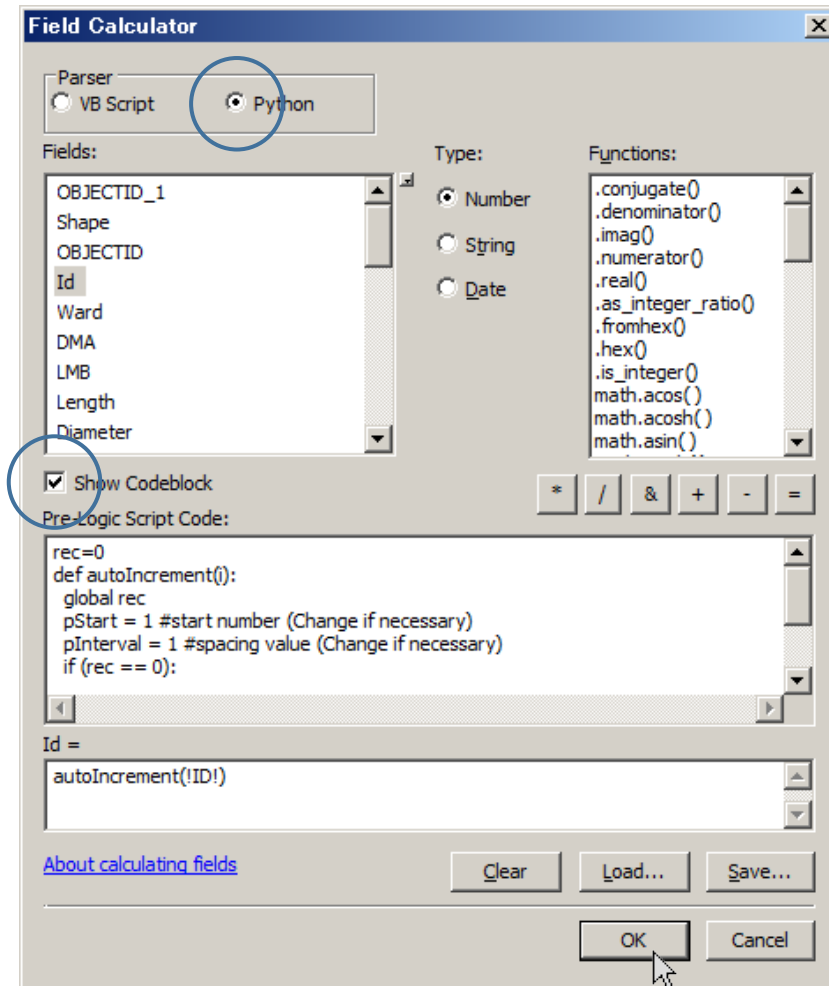 Field Calculator
Parser
VB Script
Python
Fields:
Type:
Functions:
OBJECTID_1
Shape
OBJECTID
Id
Ward
DMA
LMB
Length
Diameter
Number
String
Date
.conjugate()
.denominator()
.imag()
.numerator()
.real()
.as_integer_ratio()
.fromhex()
.hex()
.is_integer()
math.acos( )
math.acosh( )
math.asin( )
Show Codeblock
* / & + - =
Pre-Logic Script Code:
rec=0
def autoIncrement(i):
 global rec
 pStart = 1 #start number (Change if necessary)
 pInterval = 1 #spacing value (Change if necessary)
 if (rec == 0):
Id =
autoIncrement(!ID!)
About calculating fields
Clear
Load...
Save...
OK
Cancel